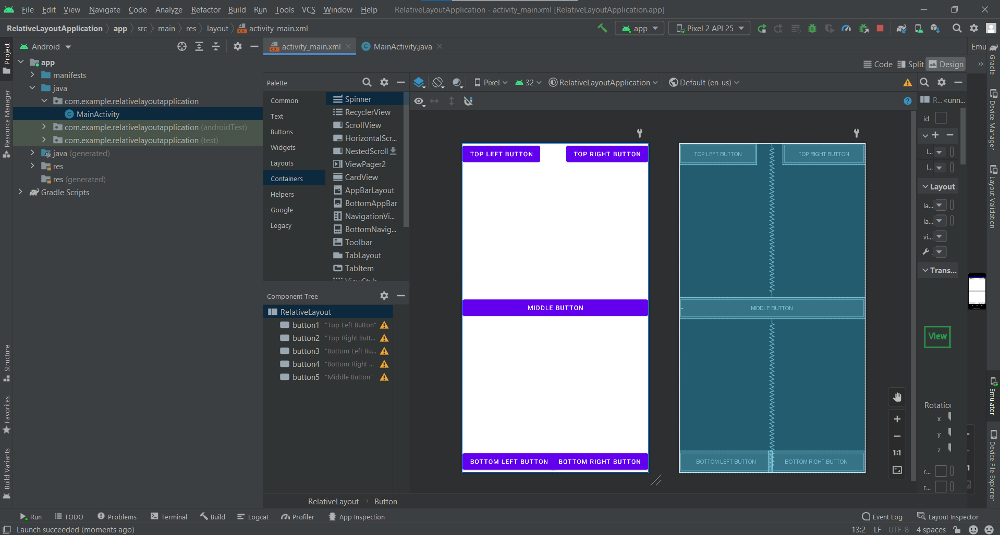 File Edit View Navigate Code Analyze Refactor Build Run Tools VCS Window Help RelativeLayoutApplication - activity_main.xml [RelativeLayoutApplication.app]
RelativeLayoutApplication app src main res layout activity_main.xml app Pixel 2 API 25
Project
Android
activity_main.xml MainActivity.java Emu
app
manifests
java
com.example.relativelayoutapplication
MainActivity
com.example.relativelayoutapplication (androidTest)
com.example.relativelayoutapplication (test)
java (generated)
res
res (generated)
Gradle Scripts
Resource Manager
Structure
Favorites
Build Variants
Code Split Design
Palette
Common
Text
Buttons
Widgets
Layouts
Containers
Helpers
Google
Legacy
Spinner
RecyclerView
ScrollView
HorizontalScr...
NestedScroll
ViewPager2
CardView
AppBarLayout
BottomAppBar
NavigationVi...
BottomNavig...
Toolbar
TabLayout
TabItem
ViewStub
Component Tree
RelativeLayout
button1 "Top Left Button"
button2 "Top Right Butt...
button3 "Bottom Left Bu...
button4 "Bottom Right ...
button5 "Middle Button"
Pixel 32 RelativeLayoutApplication Default (en-us)
TOP LEFT BUTTON TOP RIGHT BUTTON
MIDDLE BUTTON
BOTTOM LEFT BUTTON BOTTOM RIGHT BUTTON
TOP LEFT BUTTON TOP RIGHT BUTTON
MIDDLE BUTTON
BOTTOM LEFT BUTTON BOTTOM RIGHT BUTTON
1:1
R... <unn...
id
l...
l...
Layout
la...
la...
vi...
.
Trans...
View
Rotation
x
y
z
r...
r...
Gradle
Device Manager
Layout Validation
Emulator
Device File Explorer
RelativeLayout Button
Run TODO Problems Terminal Build Logcat Profiler App Inspection Event Log Layout Inspector
Launch succeeded (moments ago) 13:2 LF UTF-8 4 spaces